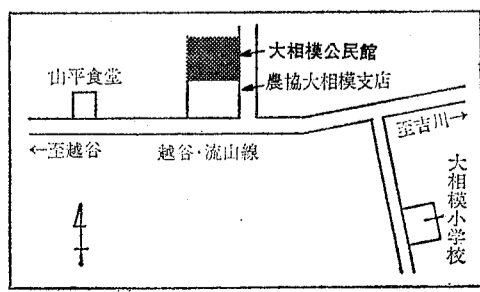 大相模公民館
山平食堂
農協大相模支店
←至越谷
越谷・流山線
至吉川→
大相模小学校